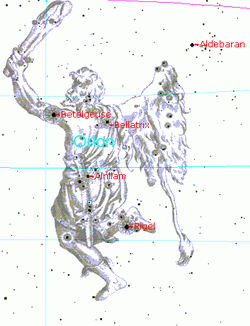 Aldebaran
Betelgeuse
Bellatrix
Orion
Alnilam
Rigel